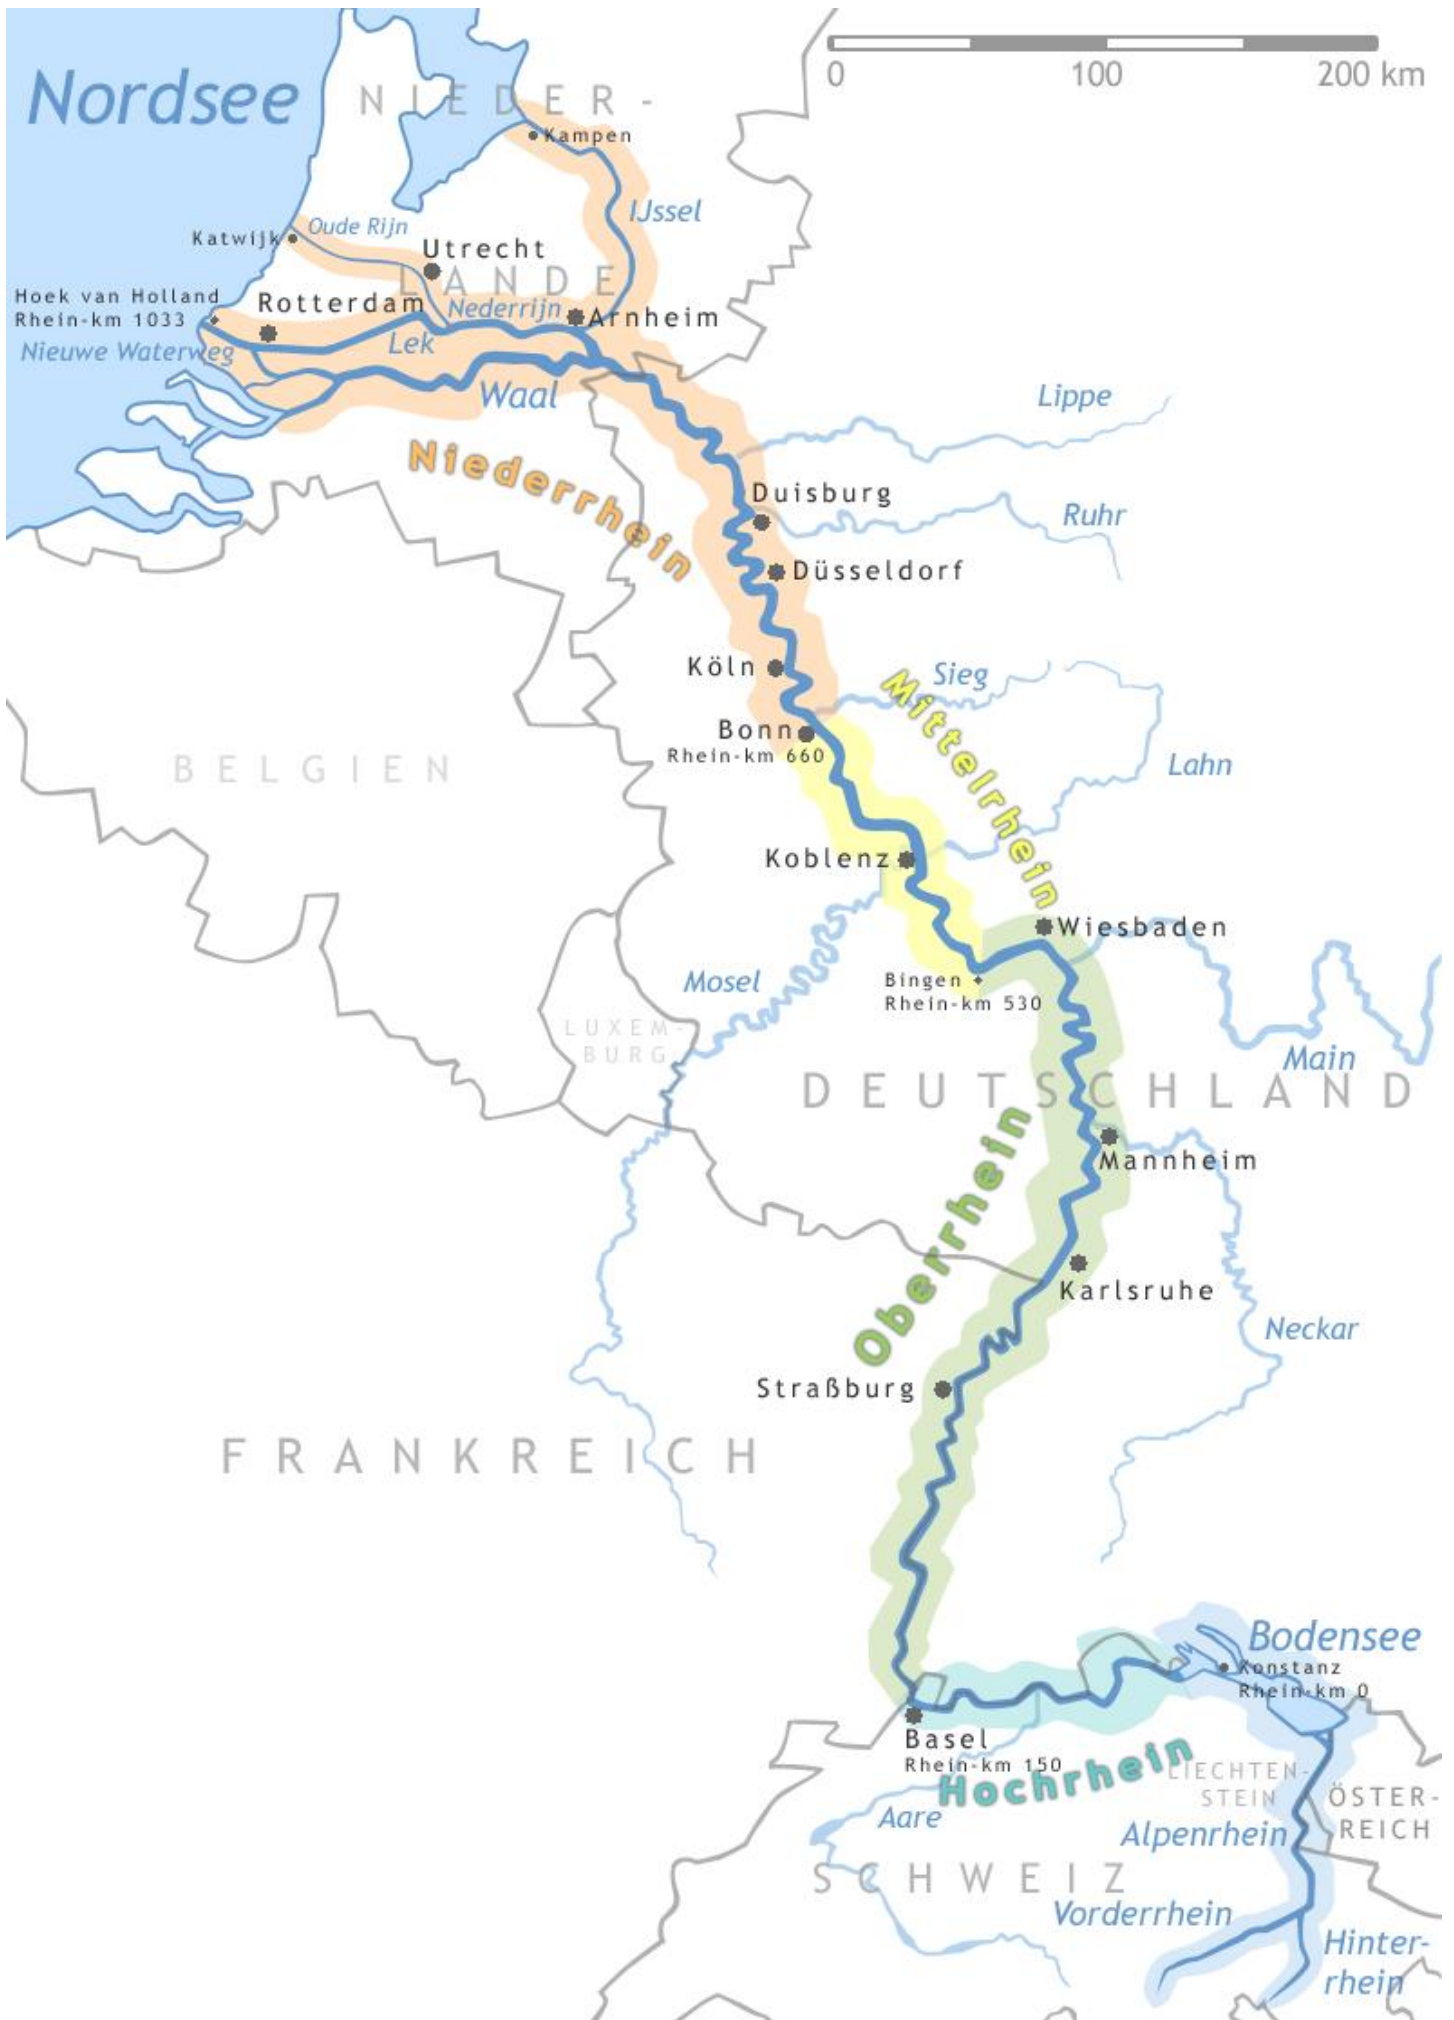 0 100 200 km
Nordsee
NIEDER-
LANDE
Kampen
IJssel
Katwijk
Oude Rijn
Utrecht
Hoek van Holland
Rhein-km 1033
Rotterdam
Nederrijn
Arnheim
Nieuwe Waterweg
Lek
Waal
Lippe
Niederrhein
Duisburg
Ruhr
Düsseldorf
Köln
Sieg
Mittelrhein
Bonn
Rhein-km 660
BELGIEN
Lahn
Koblenz
Wiesbaden
Mosel
Bingen
Rhein-km 530
LUXEM-
BURG
Main
DEUTSCHLAND
Oberrhein
Mannheim
Karlsruhe
Neckar
Straßburg
FRANKREICH
Bodensee
Konstanz
Rhein-km 0
Basel
Rhein-km 150
Hochrhein
LIECHTEN-
STEIN
ÖSTER-
REICH
Aare
Alpenrhein
SCHWEIZ
Vorderrhein
Hinter-
rhein